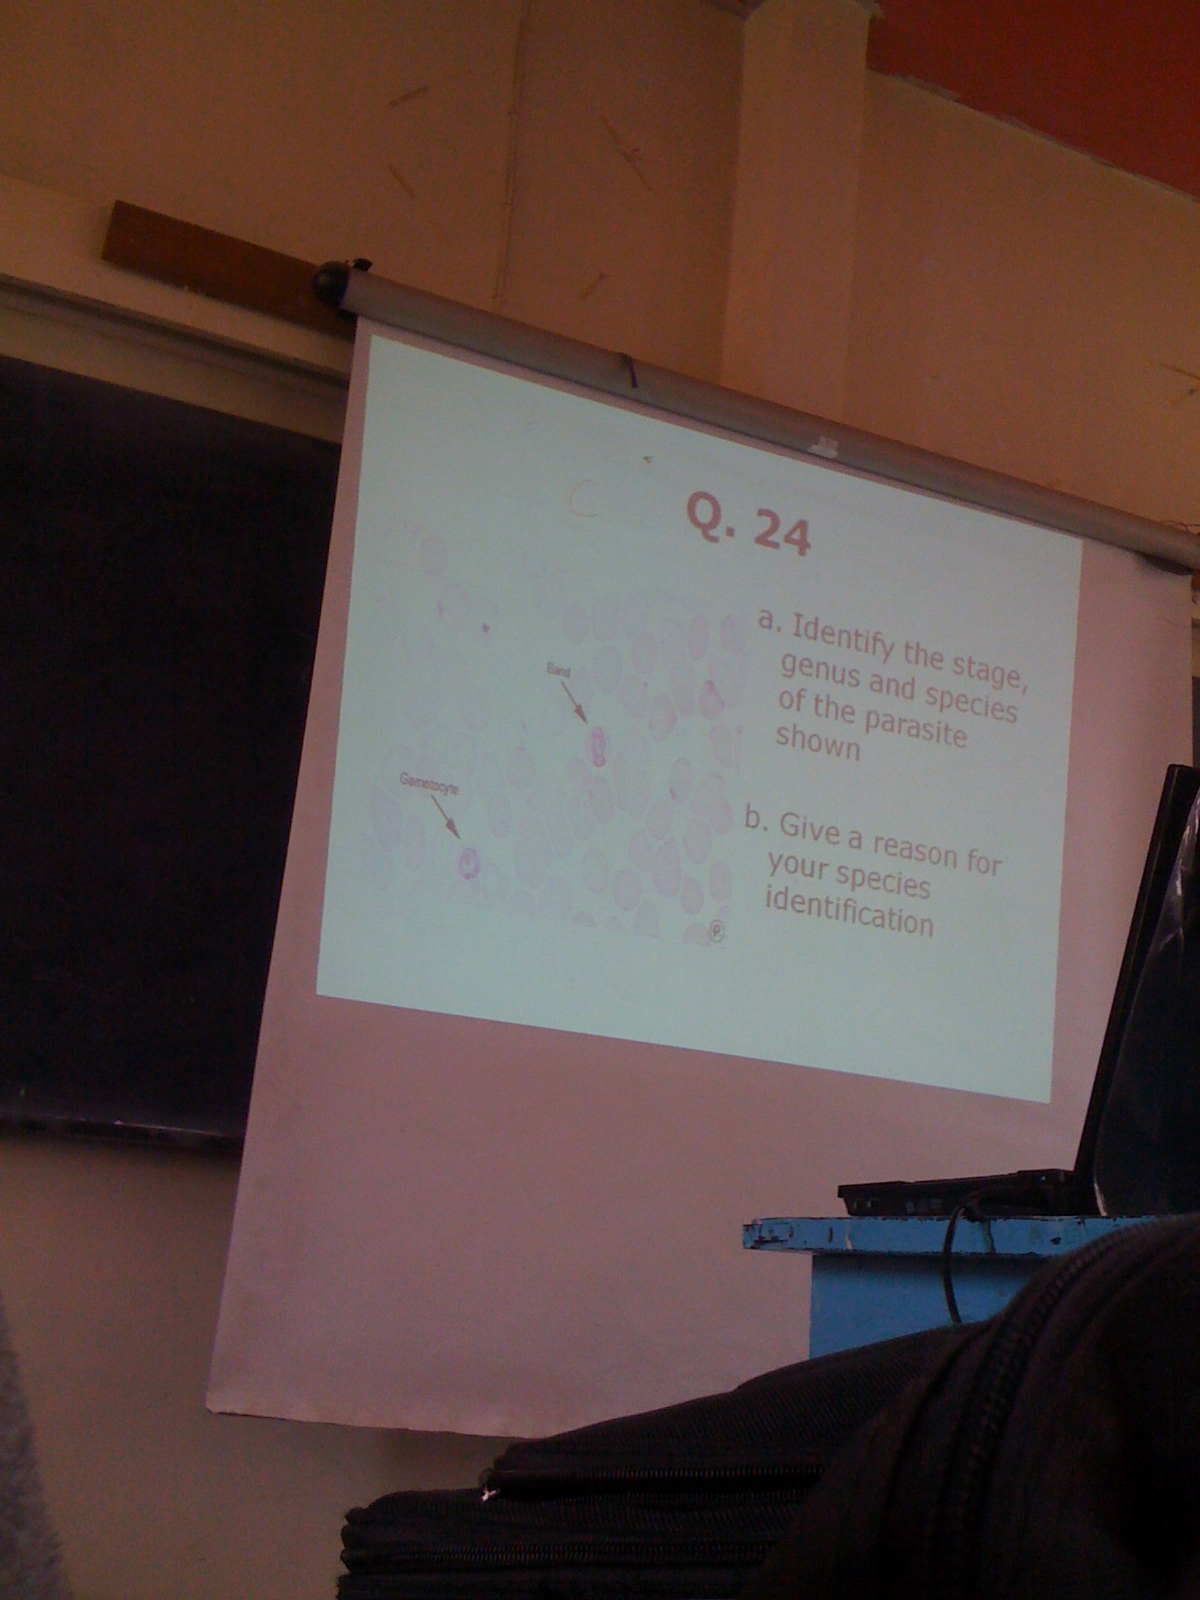 Q. 24
a. Identify the stage,
genus and species
of the parasite
shown
b. Give a reason for
your species
identification
Band
Gametocyte
P